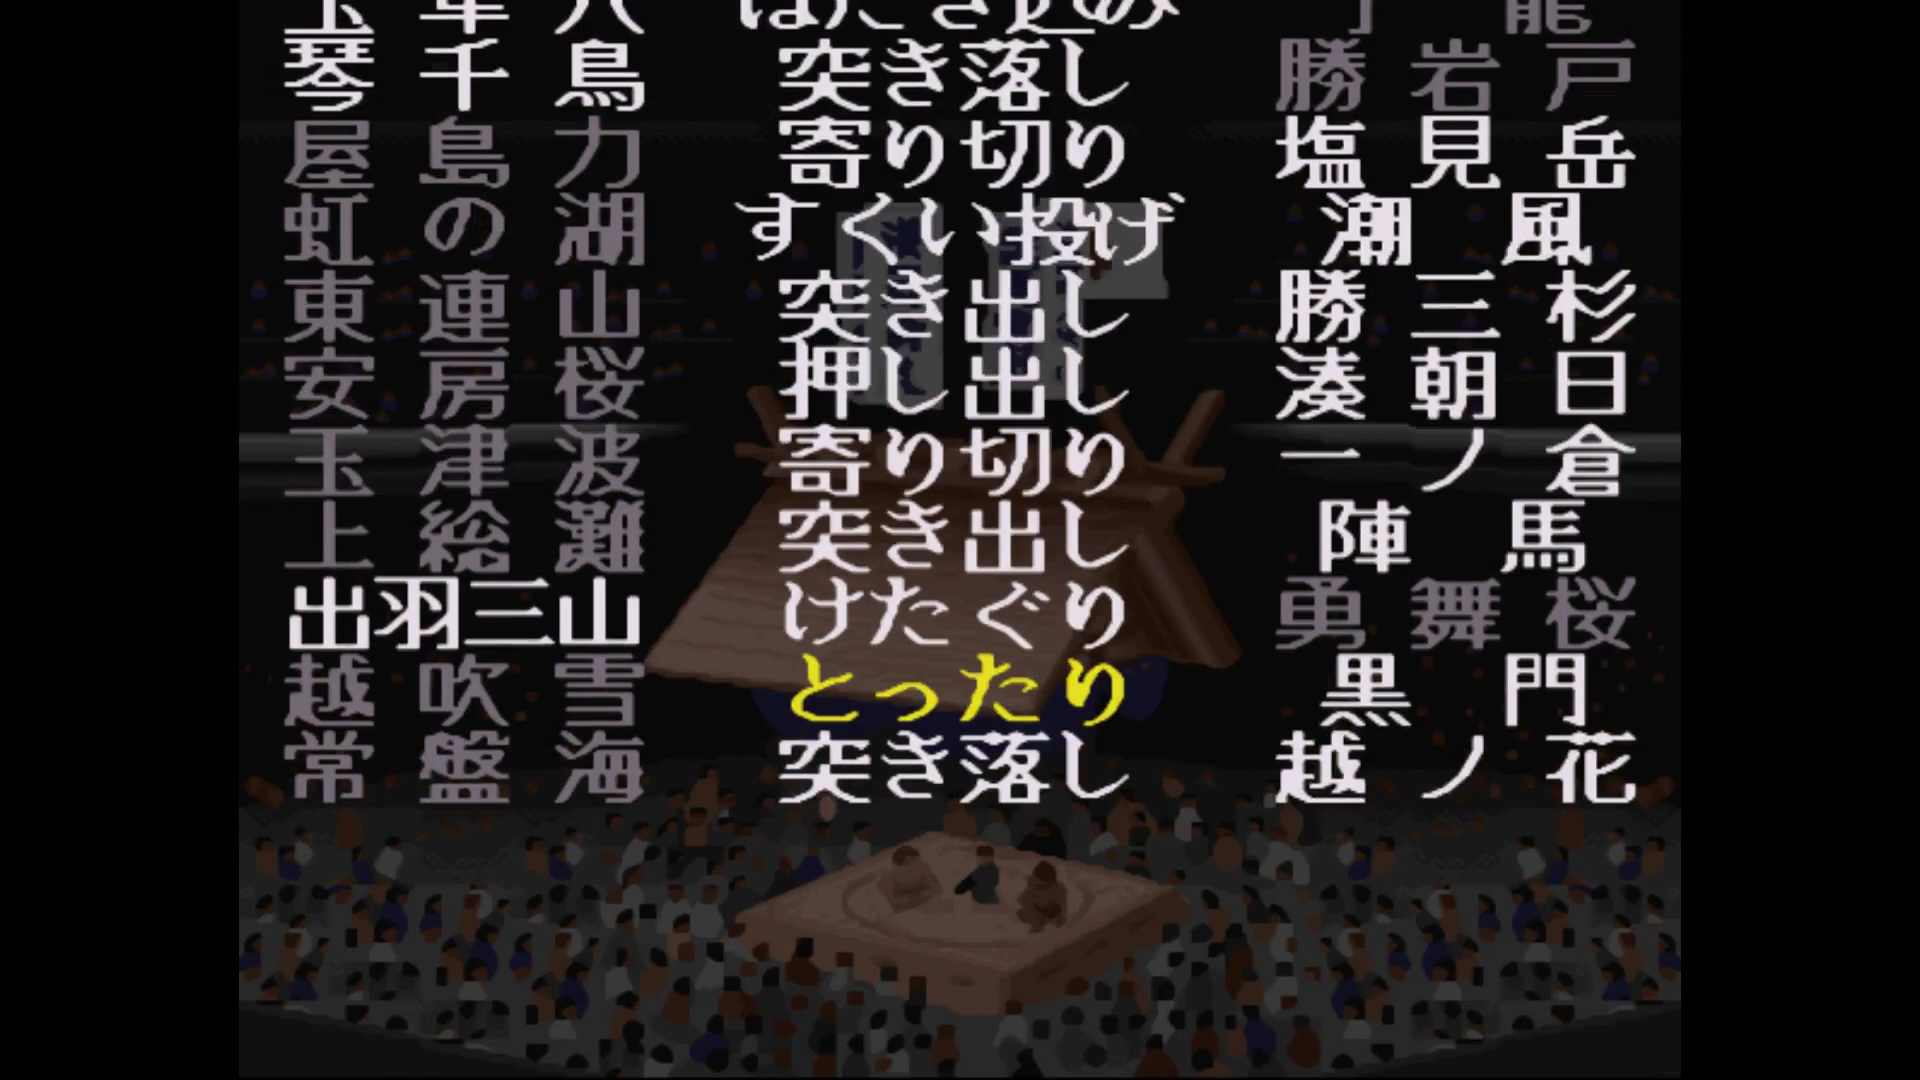 琴千鳥 突き落し 勝岩戸
屋島力 寄り切り 塩見岳
虹の湖 すくい投げ 潮風
東連山 突き出し 勝三杉
安房桜 押し出し 湊朝日
玉津波 寄り切り 一ノ倉
上総灘 突き出し 陣馬
出羽三山 けたぐり 勇舞桜
越吹雪 とったり 黒門
常盤海 突き落し 越ノ花